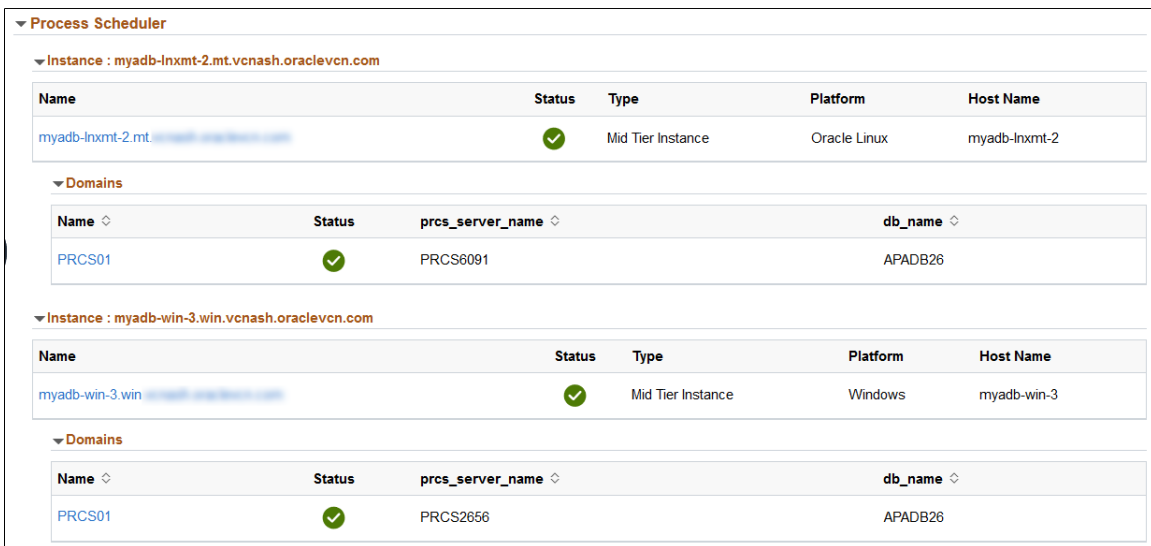 Process Scheduler
Instance : myadb-lnxmt-2.mt.vcnash.oraclevcn.com
Name Status Type Platform Host Name
myadb-lnxmt-2.mt. Mid Tier Instance Oracle Linux myadb-lnxmt-2
Domains
Name Status prcs_server_name db_name
PRCS01 PRCS6091 APADB26
Instance : myadb-win-3.win.vcnash.oraclevcn.com
Name Status Type Platform Host Name
myadb-win-3.win Mid Tier Instance Windows myadb-win-3
Domains
Name Status prcs_server_name db_name
PRCS01 PRCS2656 APADB26